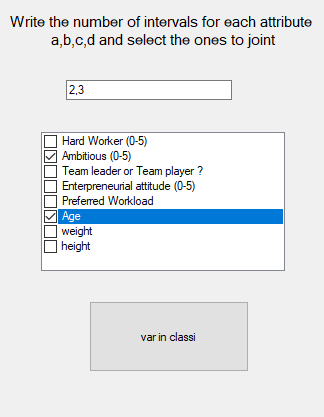 Write the number of intervals for each attribute
a,b,c,d and select the ones to joint
2,3
Hard Worker (0-5)
Ambitious (0-5)
Team leader or Team player ?
Enterpreneurial attitude (0-5)
Preferred Workload
Age
weight
height
var in classi